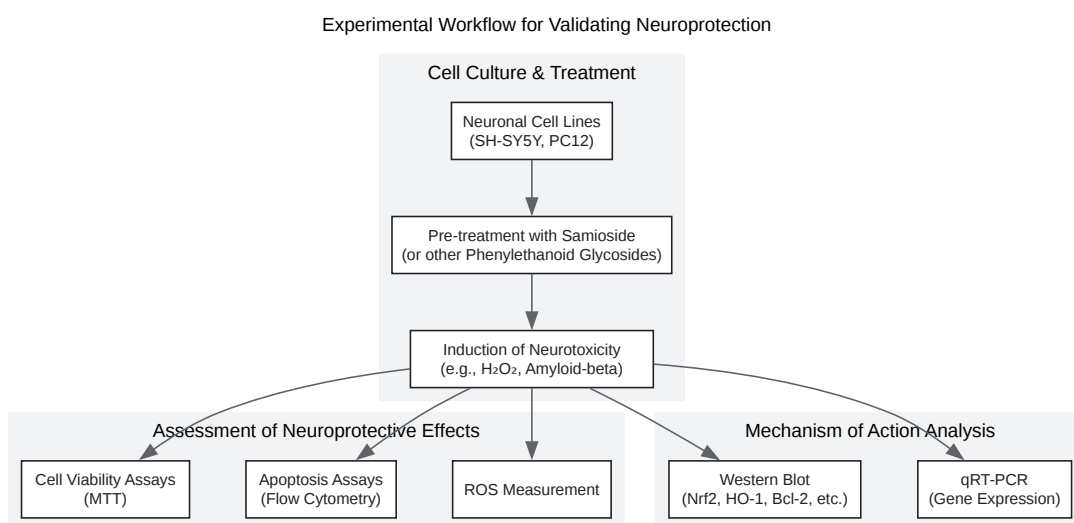 Experimental Workflow for Validating Neuroprotection
Cell Culture & Treatment
Neuronal Cell Lines
(SH-SY5Y, PC12)
Pre-treatment with Samioside
(or other Phenylethanoid Glycosides)
Induction of Neurotoxicity
(e.g., H₂O₂, Amyloid-beta)
Assessment of Neuroprotective Effects
Cell Viability Assays
(MTT)
Apoptosis Assays
(Flow Cytometry)
ROS Measurement
Mechanism of Action Analysis
Western Blot
(Nrf2, HO-1, Bcl-2, etc.)
qRT-PCR
(Gene Expression)